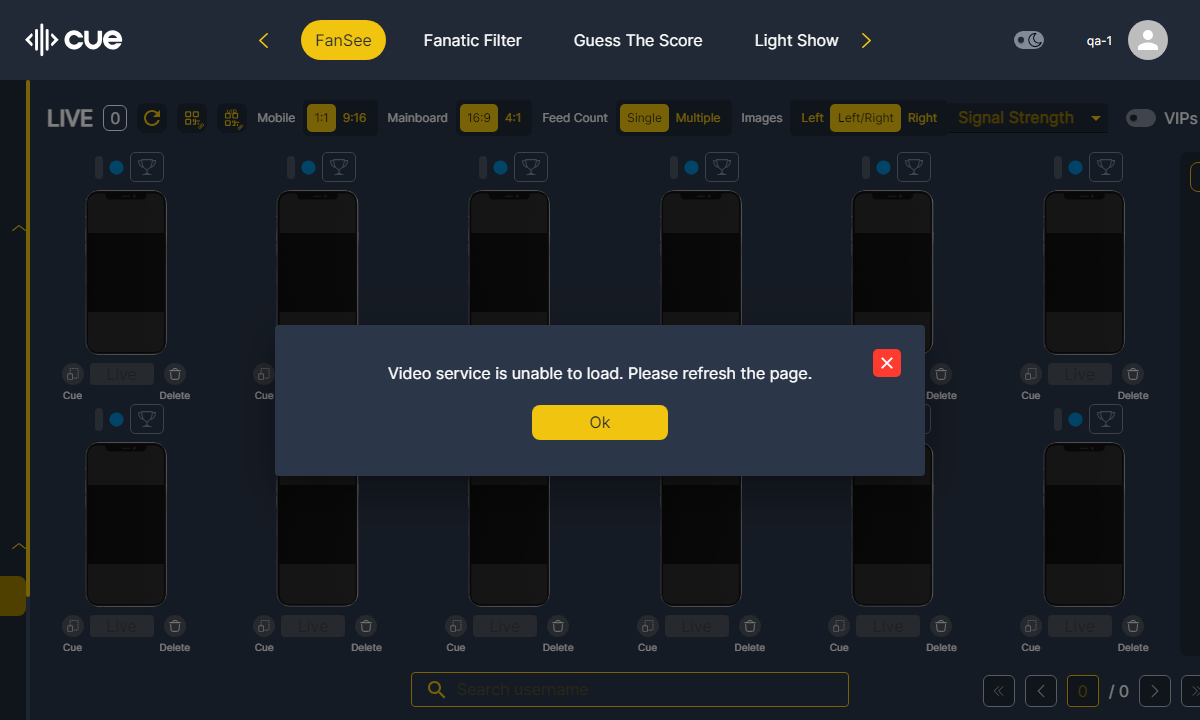 cue
FanSee
Fanatic Filter
Guess The Score
Light Show
qa-1
LIVE 0
Mobile 1:1 9:16
Mainboard 16:9 4:1
Feed Count Single Multiple
Images Left Left/Right Right
Signal Strength
VIPs
Video service is unable to load. Please refresh the page.
Ok
Live Live
Cue Delete Cue Delete Cue Delete
Live Live Live Live Live Live
Cue Delete Cue Delete Cue Delete Cue Delete Cue Delete Cue Delete
Search username
0 / 0